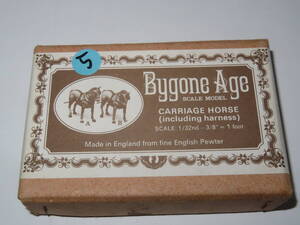 5
Bygone Age
SCALE MODEL
CARRIAGE HORSE
(including harness)
SCALE 1/32nd - 3/8" = 1 foot
A B
Made in England from fine English Pewter